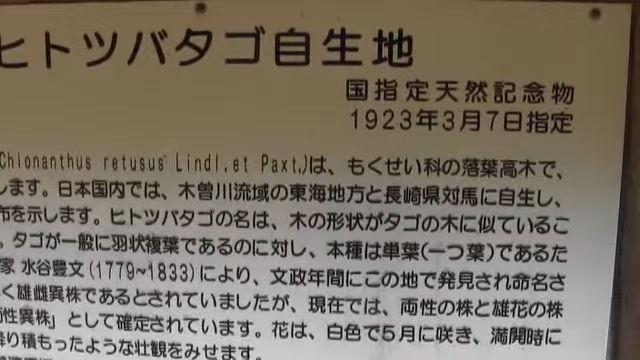 ヒトツバタゴ自生地
国指定天然記念物
1923年3月7日指定
Chionanthus retusus Lindl.et Paxt.)は、もくせい科の落葉高木で、
します。日本国内では、木曽川流域の東海地方と長崎県対馬に自生し、
布を示します。ヒトツバタゴの名は、木の形状がタゴの木に似ているこ
。タゴが一般に羽状複葉であるのに対し、本種は単葉(一つ葉)であるた
家 水谷豊文(1779~1833)により、文政年間にこの地で発見され命名さ
く雄雌異株であるとされていましたが、現在では、両性の株と雄花の株
性異株」として確定されています。花は、白色で5月に咲き、満開時に
り積もったような壮観をみせます。